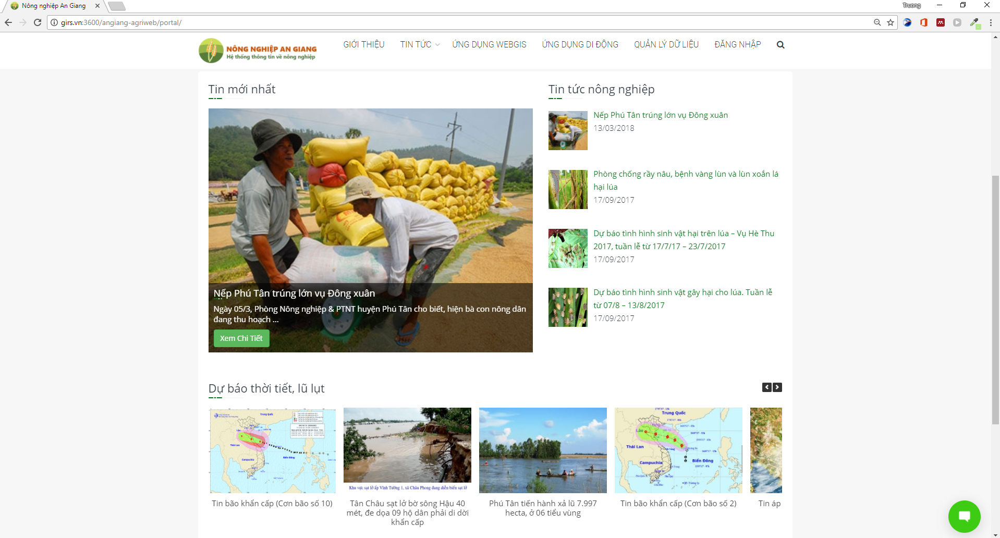 Nông nghiệp An Giang
Truong
girs.vn:3600/angiang-agriweb/portal/
NÔNG NGHIỆP AN GIANG
Hệ thống thông tin về nông nghiệp
GIỚI THIỆU
TIN TỨC
ỨNG DỤNG WEBGIS
ỨNG DỤNG DI ĐỘNG
QUẢN LÝ DỮ LIỆU
ĐĂNG NHẬP
Tin mới nhất
Nếp Phú Tân trúng lớn vụ Đông xuân
Ngày 05/3, Phòng Nông nghiệp & PTNT huyện Phú Tân cho biết, hiện bà con nông dân
đang thu hoạch ...
Xem Chi Tiết
Tin tức nông nghiệp
Nếp Phú Tân trúng lớn vụ Đông xuân
13/03/2018
Phòng chống rầy nâu, bệnh vàng lùn và lùn xoắn lá
hại lúa
17/09/2017
Dự báo tình hình sinh vật hại trên lúa – Vụ Hè Thu
2017, tuần lễ từ 17/7/17 – 23/7/2017
17/09/2017
Dự báo tình hình sinh vật gây hại cho lúa. Tuần lễ
từ 07/8 – 13/8/2017
17/09/2017
Dự báo thời tiết, lũ lụt
Trung Quốc
Lào
Thái Lan
Campuchia
Biển Đông
Tin bão khẩn cấp (Cơn bão số 10)
Khu vực sạt lở ấp Vĩnh Tường 1, xã Châu Phong đang diễn biến sạt lở
Tân Châu sạt lở bờ sông Hậu 40
mét, đe dọa 09 hộ dân phải di dời
khẩn cấp
Phú Tân tiến hành xả lũ 7.997
hecta, ở 06 tiểu vùng
Trung Quốc
Lào
Thái Lan
Campuchia
Biển Đông
Tin bão khẩn cấp (Cơn bão số 2)
Tin áp